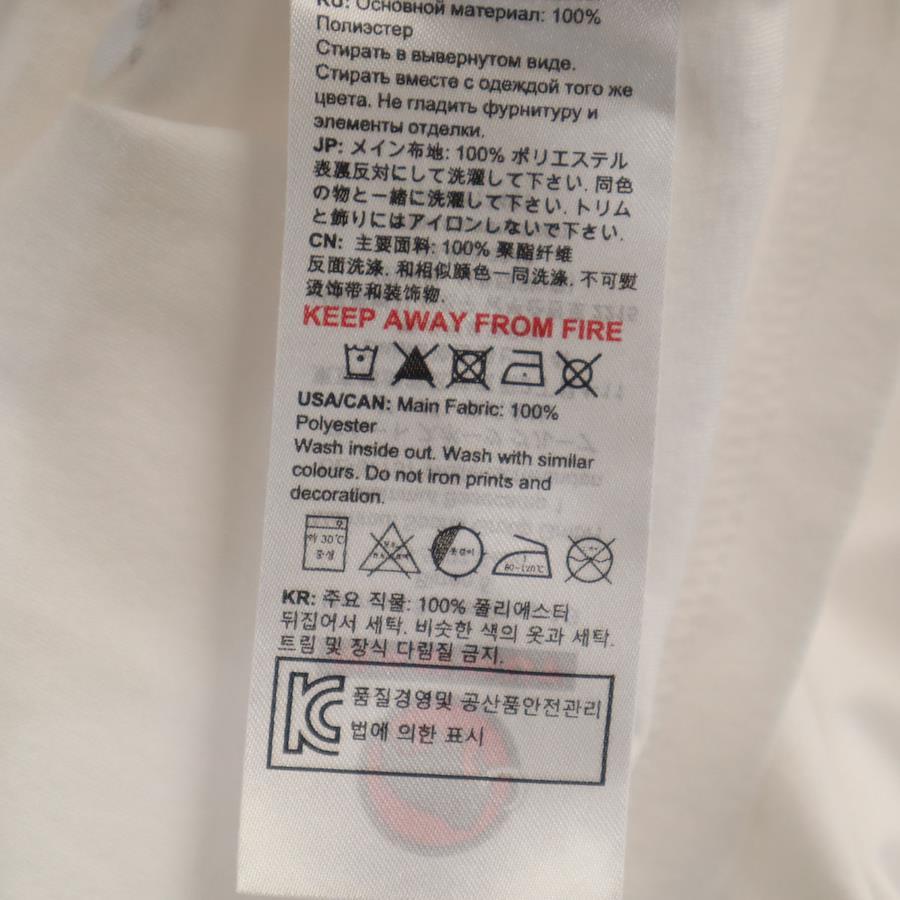 RU: Основной материал: 100%
Полиэстер
Стирать в вывернутом виде.
Стирать вместе с одеждой того же
цвета. Не гладить фурнитуру и
элементы отделки.
JP: メイン布地: 100% ポリエステル
表裏反対にして洗濯して下さい. 同色
の物と一緒に洗濯して下さい. トリム
と飾りにはアイロンしないで下さい.
CN: 主要面料: 100% 聚酯纤维
反面洗涤. 和相似颜色一同洗涤. 不可熨
烫饰带和装饰物.
KEEP AWAY FROM FIRE
USA/CAN: Main Fabric: 100%
Polyester
Wash inside out. Wash with similar
colours. Do not iron prints and
decoration.
약 30℃
중성
80~120℃
KR: 주요 직물: 100% 폴리에스타
뒤집어서 세탁. 비슷한 색의 옷과 세탁.
트림 및 장식 다림질 금지.
품질경영및 공산품안전관리
법에 의한 표시